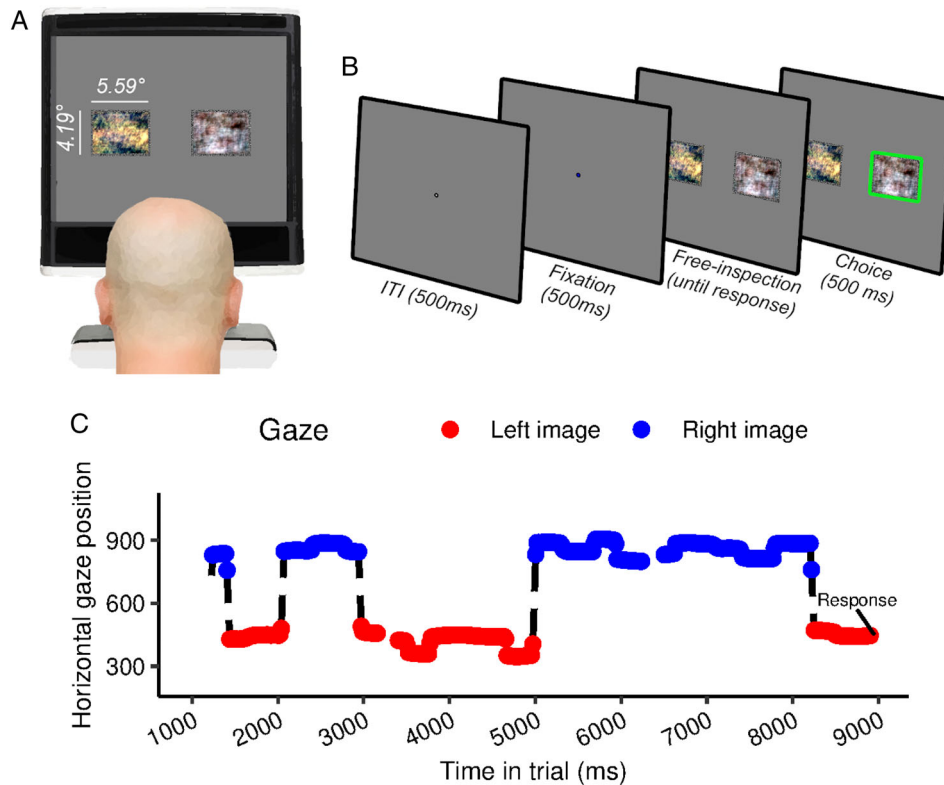 A
5.59°
4.19°
B
ITI (500ms)
Fixation
(500ms)
Free-inspection
(until response)
Choice
(500 ms)
C
Gaze
Left image
Right image
Horizontal gaze position
900
600
300
Response
1000
2000
3000
4000
5000
6000
7000
8000
9000
Time in trial (ms)